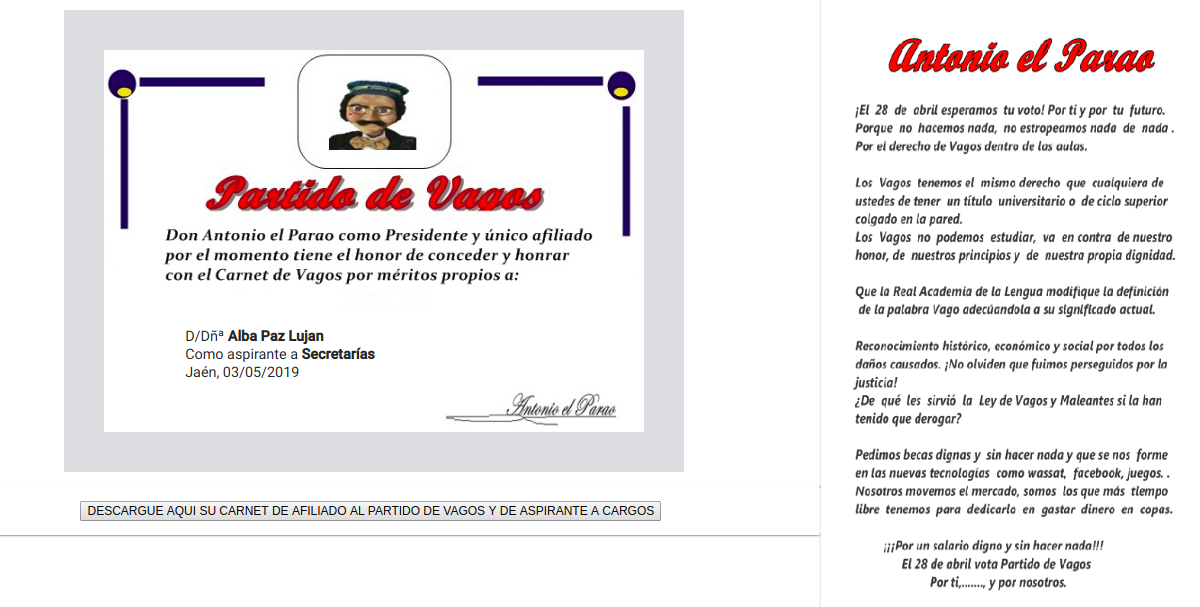 Partido de Vagos
Don Antonio el Parao como Presidente y único afiliado
por el momento tiene el honor de conceder y honrar
con el Carnet de Vagos por méritos propios a:
D/Dñª Alba Paz Lujan
Como aspirante a Secretarías
Jaén, 03/05/2019
Antonio el Parao
DESCARGUE AQUI SU CARNET DE AFILIADO AL PARTIDO DE VAGOS Y DE ASPIRANTE A CARGOS
Antonio el Parao
¡El 28 de abril esperamos tu voto! Por ti y por tu futuro.
Porque no hacemos nada, no estropeamos nada de nada .
Por el derecho de Vagos dentro de las aulas.
Los Vagos tenemos el mismo derecho que cualquiera de
ustedes de tener un título universitario o de ciclo superior
colgado en la pared.
Los Vagos no podemos estudiar, va en contra de nuestro
honor, de nuestros principios y de nuestra propia dignidad.
Que la Real Academia de la Lengua modifique la definición
de la palabra Vago adecúandola a su significado actual.
Reconocimiento histórico, económico y social por todos los
daños causados. ¡No olviden que fuimos perseguidos por la
justicia!
¿De qué les sirvió la Ley de Vagos y Maleantes si la han
tenido que derogar?
Pedimos becas dignas y sin hacer nada y que se nos forme
en las nuevas tecnologías como wassat, facebook, juegos. .
Nosotros movemos el mercado, somos los que más tiempo
libre tenemos para dedicarlo en gastar dinero en copas.
¡¡¡Por un salario digno y sin hacer nada!!!
El 28 de abril vota Partido de Vagos
Por ti,......., y por nosotros.